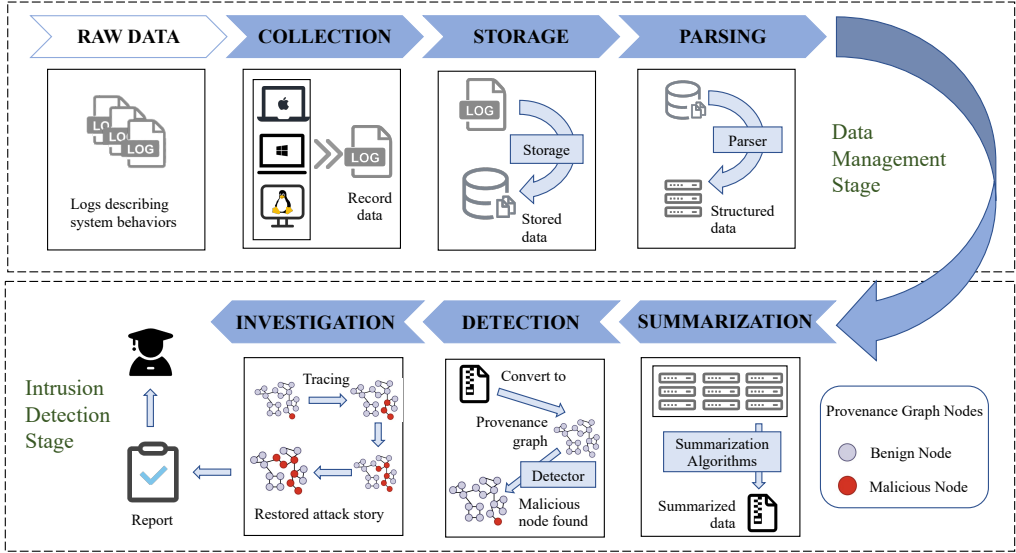 RAW DATA
COLLECTION
STORAGE
PARSING
LOG
LOG
LOG
Logs describing
system behaviors
LOG
Record
data
LOG
Storage
Stored
data
Parser
Structured
data
Data
Management
Stage
INVESTIGATION
DETECTION
SUMMARIZATION
Intrusion
Detection
Stage
Report
Tracing
Restored attack story
Convert to
Provenance
graph
Detector
Malicious
node found
Summarization
Algorithms
Summarized
data
Provenance Graph Nodes
Benign Node
Malicious Node